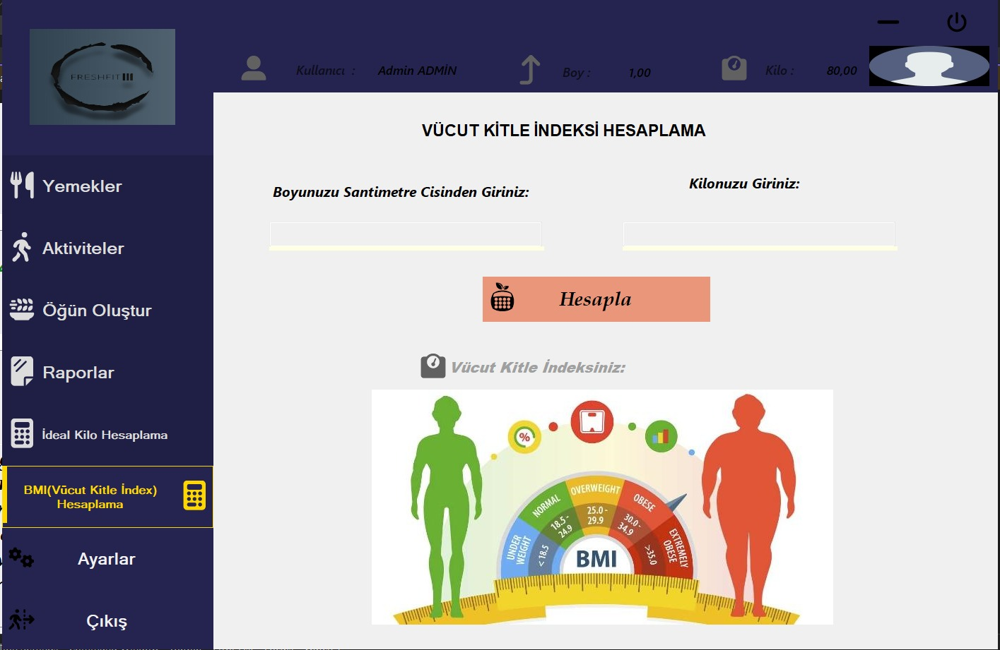 FRESHFIT
Kullanıcı :
Admin ADMİN
Boy :
1,00
Kilo :
80,00
VÜCUT KİTLE İNDEKSİ HESAPLAMA
Yemekler
Aktiviteler
Öğün Oluştur
Raporlar
İdeal Kilo Hesaplama
BMI(Vücut Kitle İndex)
Hesaplama
Ayarlar
Çıkış
Boyunuzu Santimetre Cisinden Giriniz:
Kilonuzu Giriniz:
Hesapla
Vücut Kitle İndeksiniz:
%
UNDER
WEIGHT
< 18.5
NORMAL
18.5 -
24.9
OVERWEIGHT
25.0 -
29.9
OBESE
30.0 -
34.9
EXTREMELY
OBESE
>35.0
BMI